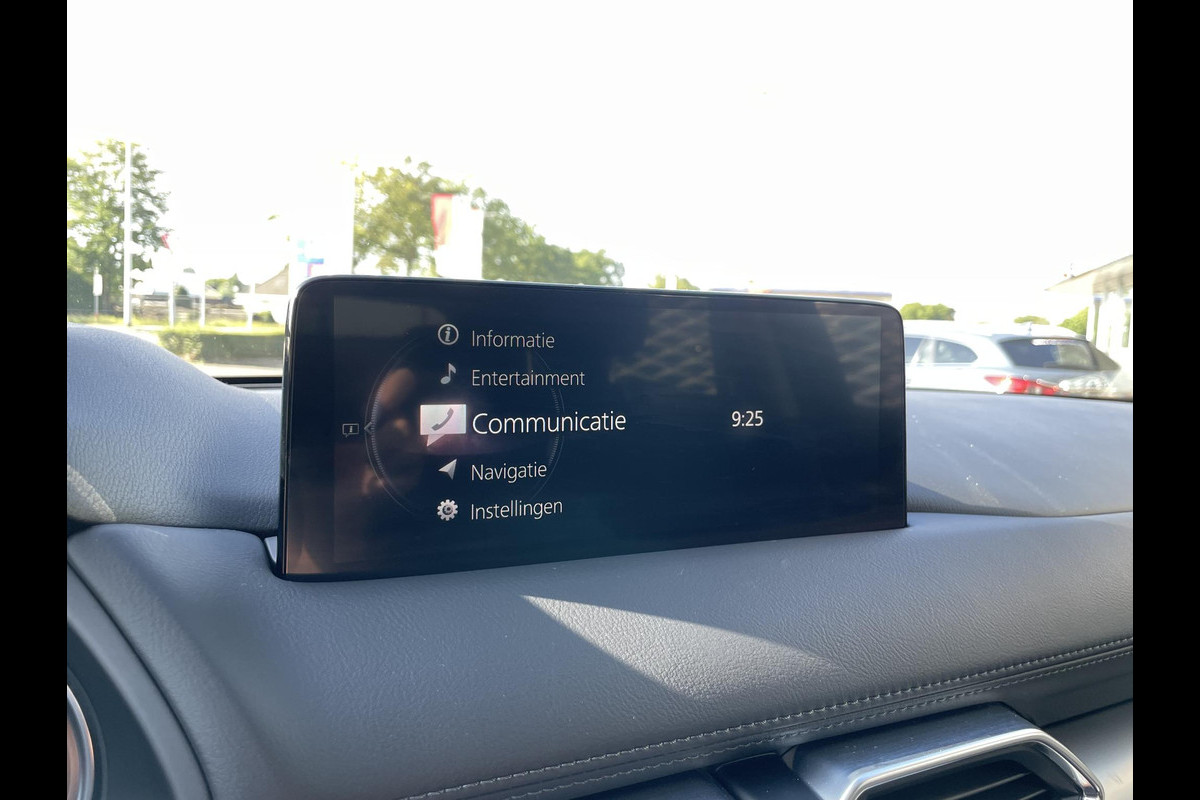 Informatie
Entertainment
Communicatie
9:25
Navigatie
Instellingen